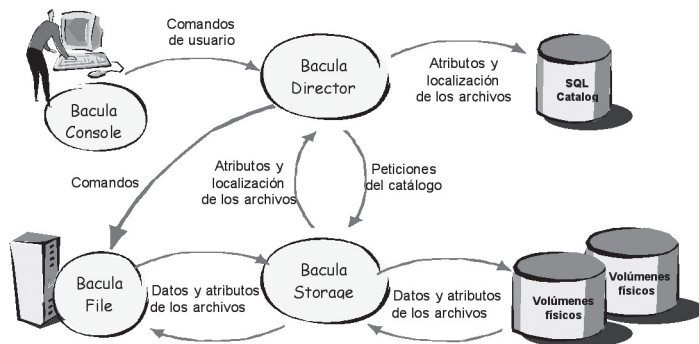 Comandos
de usuario
Bacula
Director
Atributos y
localización
de los archivos
SQL
Catalog
Bacula
Console
Comandos
Atributos y
localización
de los archivos
Peticiones
del catálogo
Bacula
File
Datos y atributos
de los archivos
Bacula
Storage
Datos y atributos
de los archivos
Volúmenes
físicos
Volúmenes
físicos